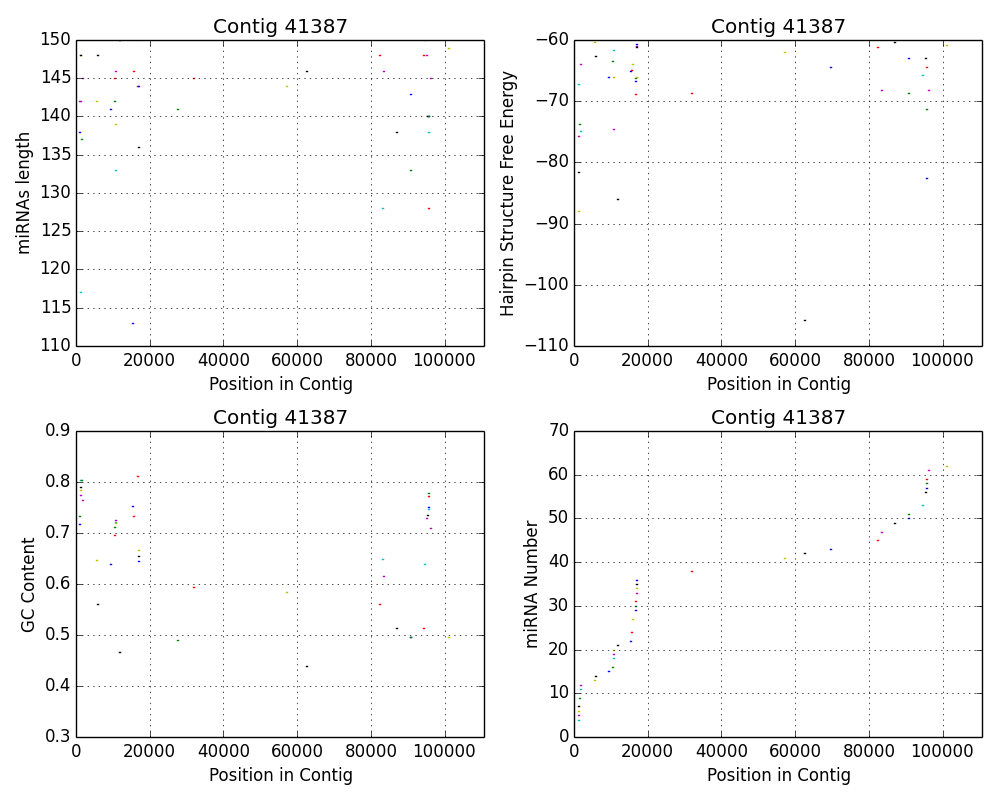 Contig 41387
miRNAs length
150
145
140
135
130
125
120
115
110
0 20000 40000 60000 80000 100000
Position in Contig
Contig 41387
Hairpin Structure Free Energy
−60
−70
−80
−90
−100
−110
0 20000 40000 60000 80000 100000
Position in Contig
Contig 41387
GC Content
0.9
0.8
0.7
0.6
0.5
0.4
0.3
0 20000 40000 60000 80000 100000
Position in Contig
Contig 41387
miRNA Number
70
60
50
40
30
20
10
0
0 20000 40000 60000 80000 100000
Position in Contig